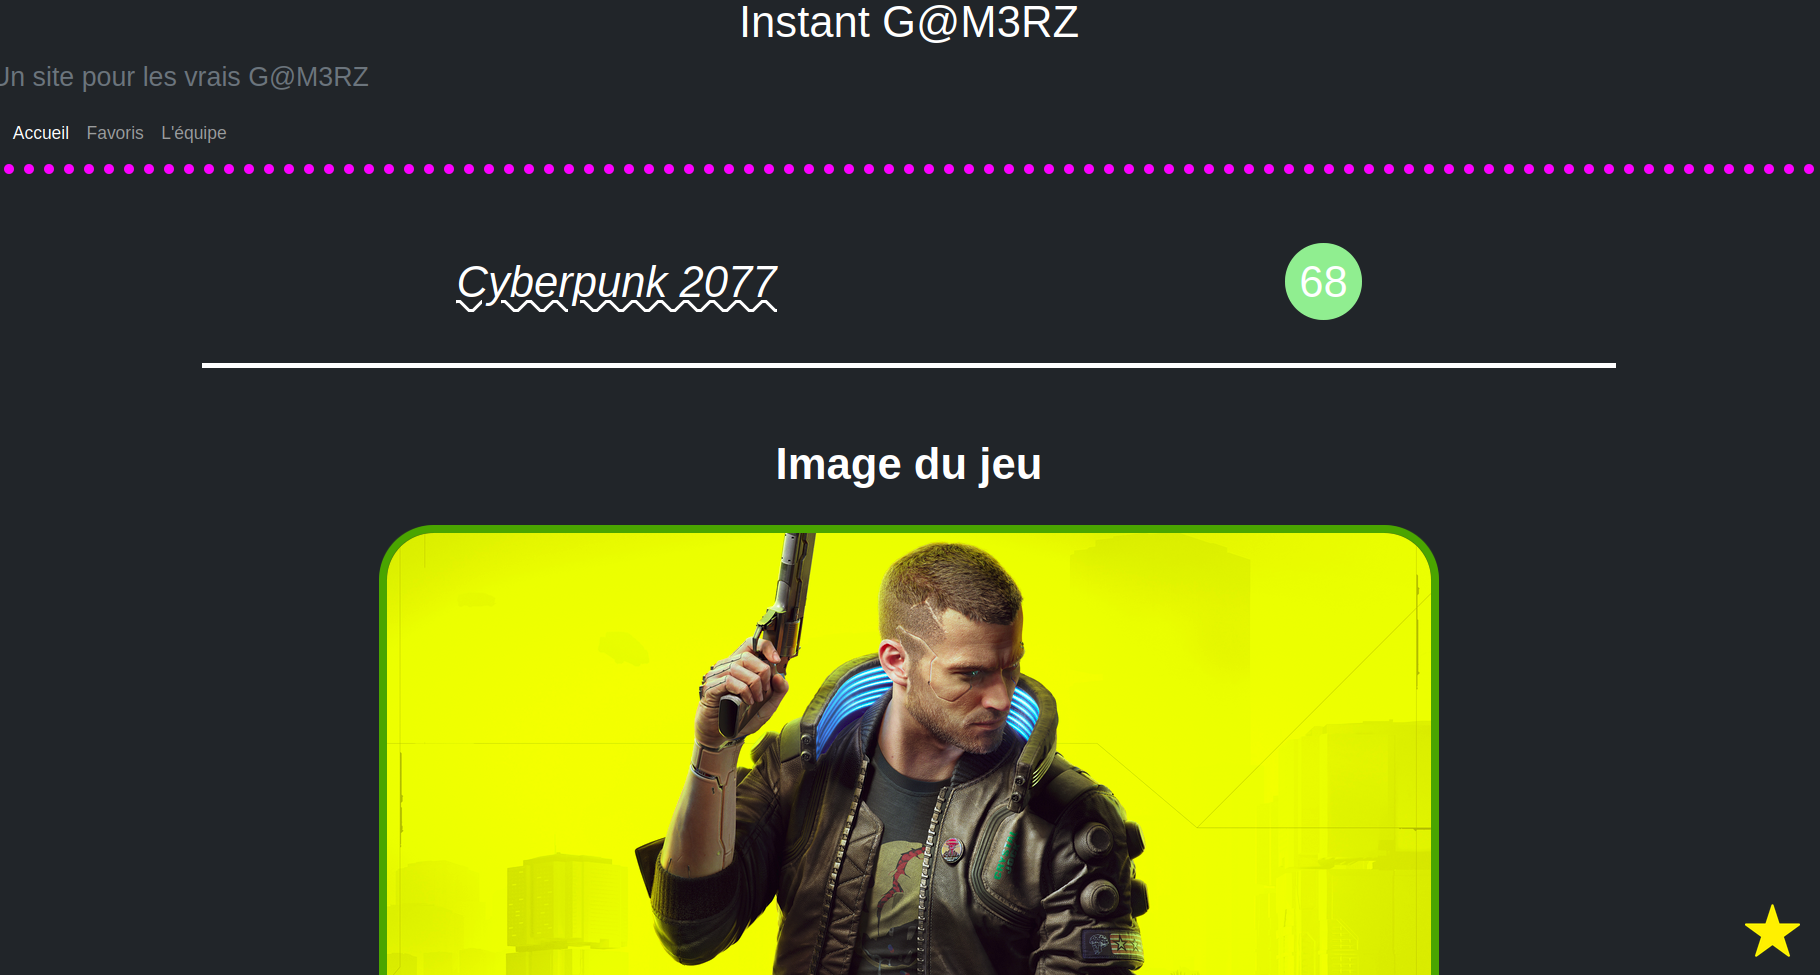 Instant G@M3RZ
Un site pour les vrais G@M3RZ
Accueil Favoris L'équipe
Cyberpunk 2077
68
Image du jeu